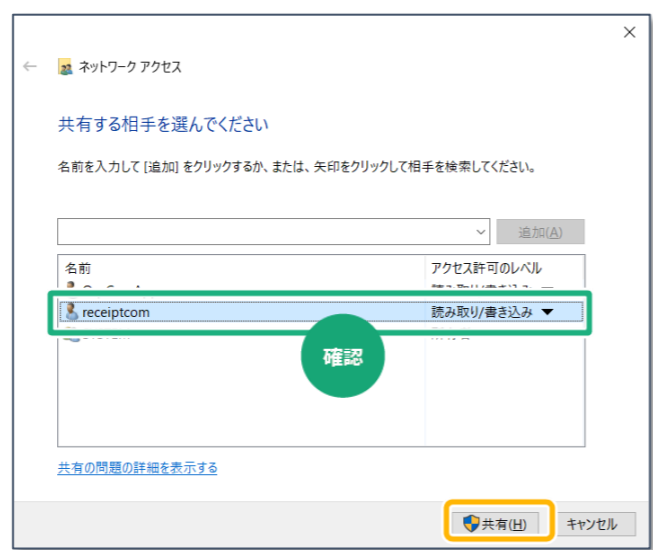 ネットワーク アクセス
共有する相手を選んでください
名前を入力して [追加] をクリックするか、または、矢印をクリックして相手を検索してください。
追加(A)
名前 アクセス許可のレベル
receiptcom 読み取り/書き込み
確認
共有の問題の詳細を表示する
共有(H) キャンセル